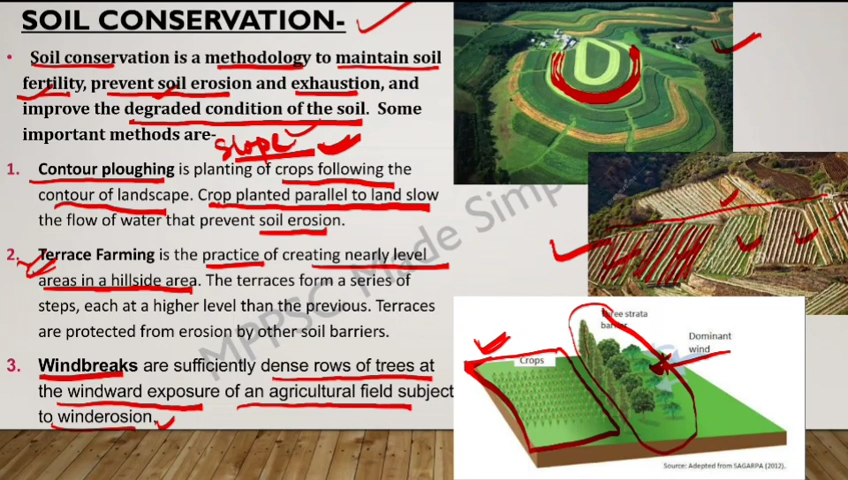 SOIL CONSERVATION-
• Soil conservation is a methodology to maintain soil
fertility, prevent soil erosion and exhaustion, and
improve the degraded condition of the soil. Some
important methods are-
slope
1. Contour ploughing is planting of crops following the
contour of landscape. Crop planted parallel to land slow
the flow of water that prevent soil erosion.
2. Terrace Farming is the practice of creating nearly level
areas in a hillside area. The terraces form a series of
steps, each at a higher level than the previous. Terraces
are protected from erosion by other soil barriers.
3. Windbreaks are sufficiently dense rows of trees at
the windward exposure of an agricultural field subject
to winderosion.
MPPSC Made Simp
Three strata
barrier
Dominant
wind
Crops
Source: Adepted from SAGARPA (2012).